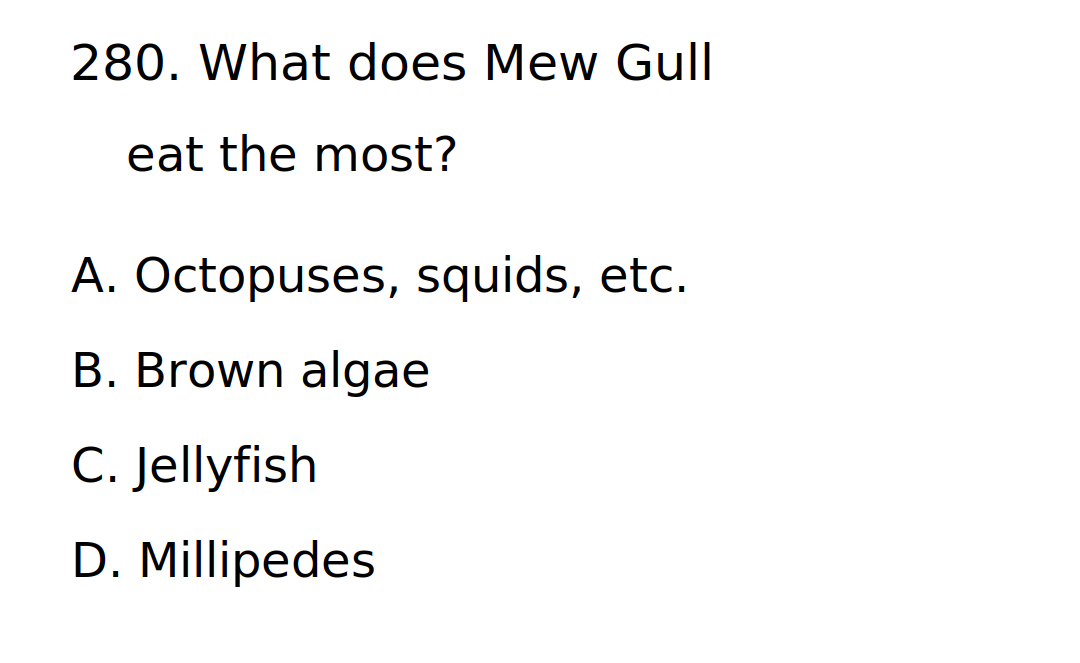 280. What does Mew Gull
eat the most?
A. Octopuses, squids, etc.
B. Brown algae
C. Jellyfish
D. Millipedes